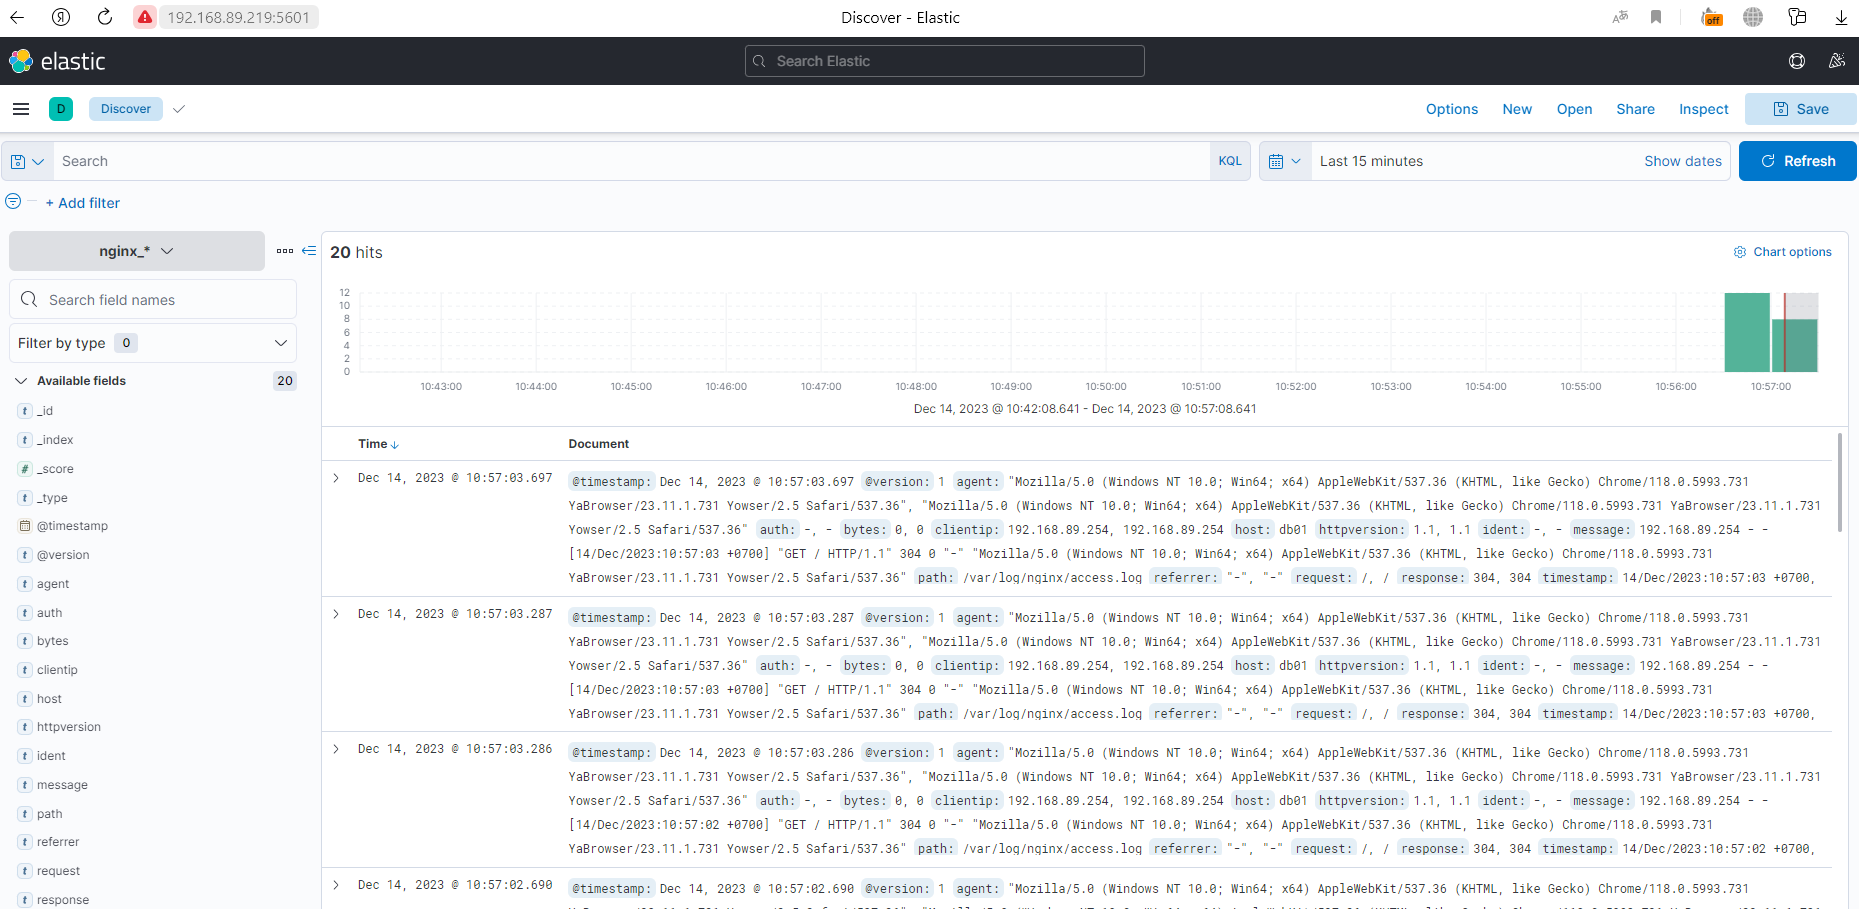 192.168.89.219:5601
Discover - Elastic
off
elastic
Search Elastic
D
Discover
Options
New
Open
Share
Inspect
Save
Search
KQL
Last 15 minutes
Show dates
Refresh
+ Add filter
nginx_*
20 hits
Chart options
Search field names
Filter by type 0
Available fields 20
t _id
t _index
# _score
t _type
@timestamp
t @version
t agent
t auth
t bytes
t clientip
t host
t httpversion
t ident
t message
t path
t referrer
t request
t response
12
10
8
6
4
2
0
10:43:00 10:44:00 10:45:00 10:46:00 10:47:00 10:48:00 10:49:00 10:50:00 10:51:00 10:52:00 10:53:00 10:54:00 10:55:00 10:56:00 10:57:00
Dec 14, 2023 @ 10:42:08.641 - Dec 14, 2023 @ 10:57:08.641
Time Document
Dec 14, 2023 @ 10:57:03.697 @timestamp: Dec 14, 2023 @ 10:57:03.697 @version: 1 agent: "Mozilla/5.0 (Windows NT 10.0; Win64; x64) AppleWebKit/537.36 (KHTML, like Gecko) Chrome/118.0.5993.731
YaBrowser/23.11.1.731 Yowser/2.5 Safari/537.36", "Mozilla/5.0 (Windows NT 10.0; Win64; x64) AppleWebKit/537.36 (KHTML, like Gecko) Chrome/118.0.5993.731 YaBrowser/23.11.1.731
Yowser/2.5 Safari/537.36" auth: -, - bytes: 0, 0 clientip: 192.168.89.254, 192.168.89.254 host: db01 httpversion: 1.1, 1.1 ident: -, - message: 192.168.89.254 - -
[14/Dec/2023:10:57:03 +0700] "GET / HTTP/1.1" 304 0 "-" "Mozilla/5.0 (Windows NT 10.0; Win64; x64) AppleWebKit/537.36 (KHTML, like Gecko) Chrome/118.0.5993.731
YaBrowser/23.11.1.731 Yowser/2.5 Safari/537.36" path: /var/log/nginx/access.log referrer: "-", "-" request: /, / response: 304, 304 timestamp: 14/Dec/2023:10:57:03 +0700,
Dec 14, 2023 @ 10:57:03.287 @timestamp: Dec 14, 2023 @ 10:57:03.287 @version: 1 agent: "Mozilla/5.0 (Windows NT 10.0; Win64; x64) AppleWebKit/537.36 (KHTML, like Gecko) Chrome/118.0.5993.731
YaBrowser/23.11.1.731 Yowser/2.5 Safari/537.36", "Mozilla/5.0 (Windows NT 10.0; Win64; x64) AppleWebKit/537.36 (KHTML, like Gecko) Chrome/118.0.5993.731 YaBrowser/23.11.1.731
Yowser/2.5 Safari/537.36" auth: -, - bytes: 0, 0 clientip: 192.168.89.254, 192.168.89.254 host: db01 httpversion: 1.1, 1.1 ident: -, - message: 192.168.89.254 - -
[14/Dec/2023:10:57:03 +0700] "GET / HTTP/1.1" 304 0 "-" "Mozilla/5.0 (Windows NT 10.0; Win64; x64) AppleWebKit/537.36 (KHTML, like Gecko) Chrome/118.0.5993.731
YaBrowser/23.11.1.731 Yowser/2.5 Safari/537.36" path: /var/log/nginx/access.log referrer: "-", "-" request: /, / response: 304, 304 timestamp: 14/Dec/2023:10:57:03 +0700,
Dec 14, 2023 @ 10:57:03.286 @timestamp: Dec 14, 2023 @ 10:57:03.286 @version: 1 agent: "Mozilla/5.0 (Windows NT 10.0; Win64; x64) AppleWebKit/537.36 (KHTML, like Gecko) Chrome/118.0.5993.731
YaBrowser/23.11.1.731 Yowser/2.5 Safari/537.36", "Mozilla/5.0 (Windows NT 10.0; Win64; x64) AppleWebKit/537.36 (KHTML, like Gecko) Chrome/118.0.5993.731 YaBrowser/23.11.1.731
Yowser/2.5 Safari/537.36" auth: -, - bytes: 0, 0 clientip: 192.168.89.254, 192.168.89.254 host: db01 httpversion: 1.1, 1.1 ident: -, - message: 192.168.89.254 - -
[14/Dec/2023:10:57:02 +0700] "GET / HTTP/1.1" 304 0 "-" "Mozilla/5.0 (Windows NT 10.0; Win64; x64) AppleWebKit/537.36 (KHTML, like Gecko) Chrome/118.0.5993.731
YaBrowser/23.11.1.731 Yowser/2.5 Safari/537.36" path: /var/log/nginx/access.log referrer: "-", "-" request: /, / response: 304, 304 timestamp: 14/Dec/2023:10:57:02 +0700,
Dec 14, 2023 @ 10:57:02.690 @timestamp: Dec 14, 2023 @ 10:57:02.690 @version: 1 agent: "Mozilla/5.0 (Windows NT 10.0; Win64; x64) AppleWebKit/537.36 (KHTML, like Gecko) Chrome/118.0.5993.731